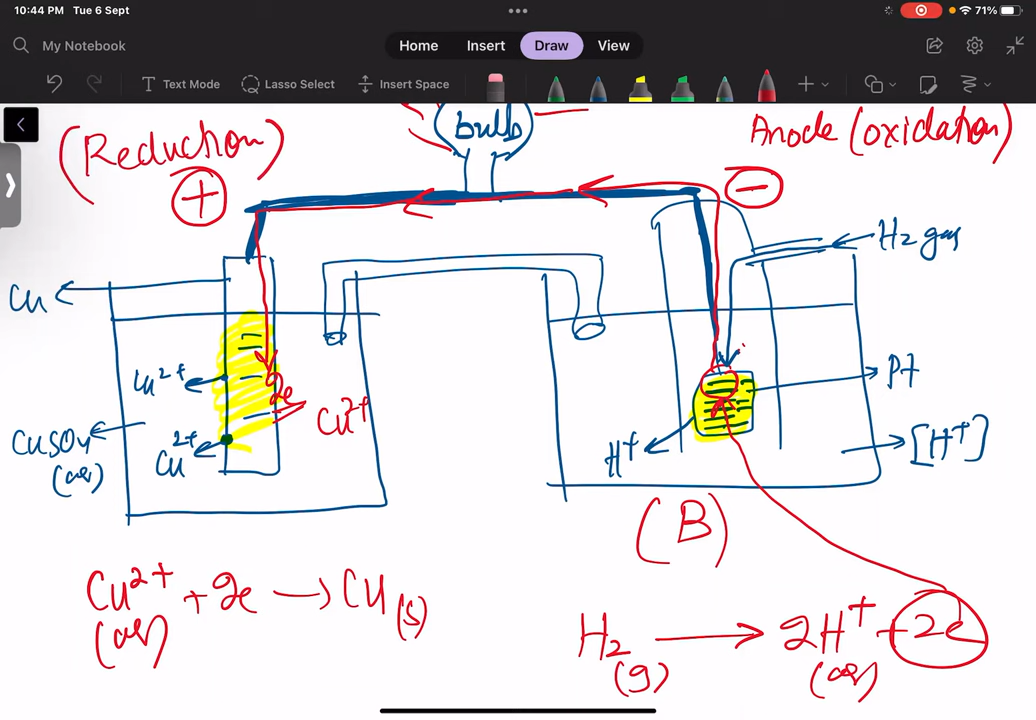 10:44 PM Tue 6 Sept
71%
My Notebook
Home Insert Draw View
Text Mode Lasso Select Insert Space
(Reduction)
bulb
Anode (oxidation)
+
−
H2 gas
Cu
Cu2+
2e
Cu2+
Pt
CuSO4
(aq)
Cu2+
H+
[H+]
(B)
Cu2+ + 2e → Cu(s)
(aq)
H2 → 2H+ + 2e
(g) (aq)